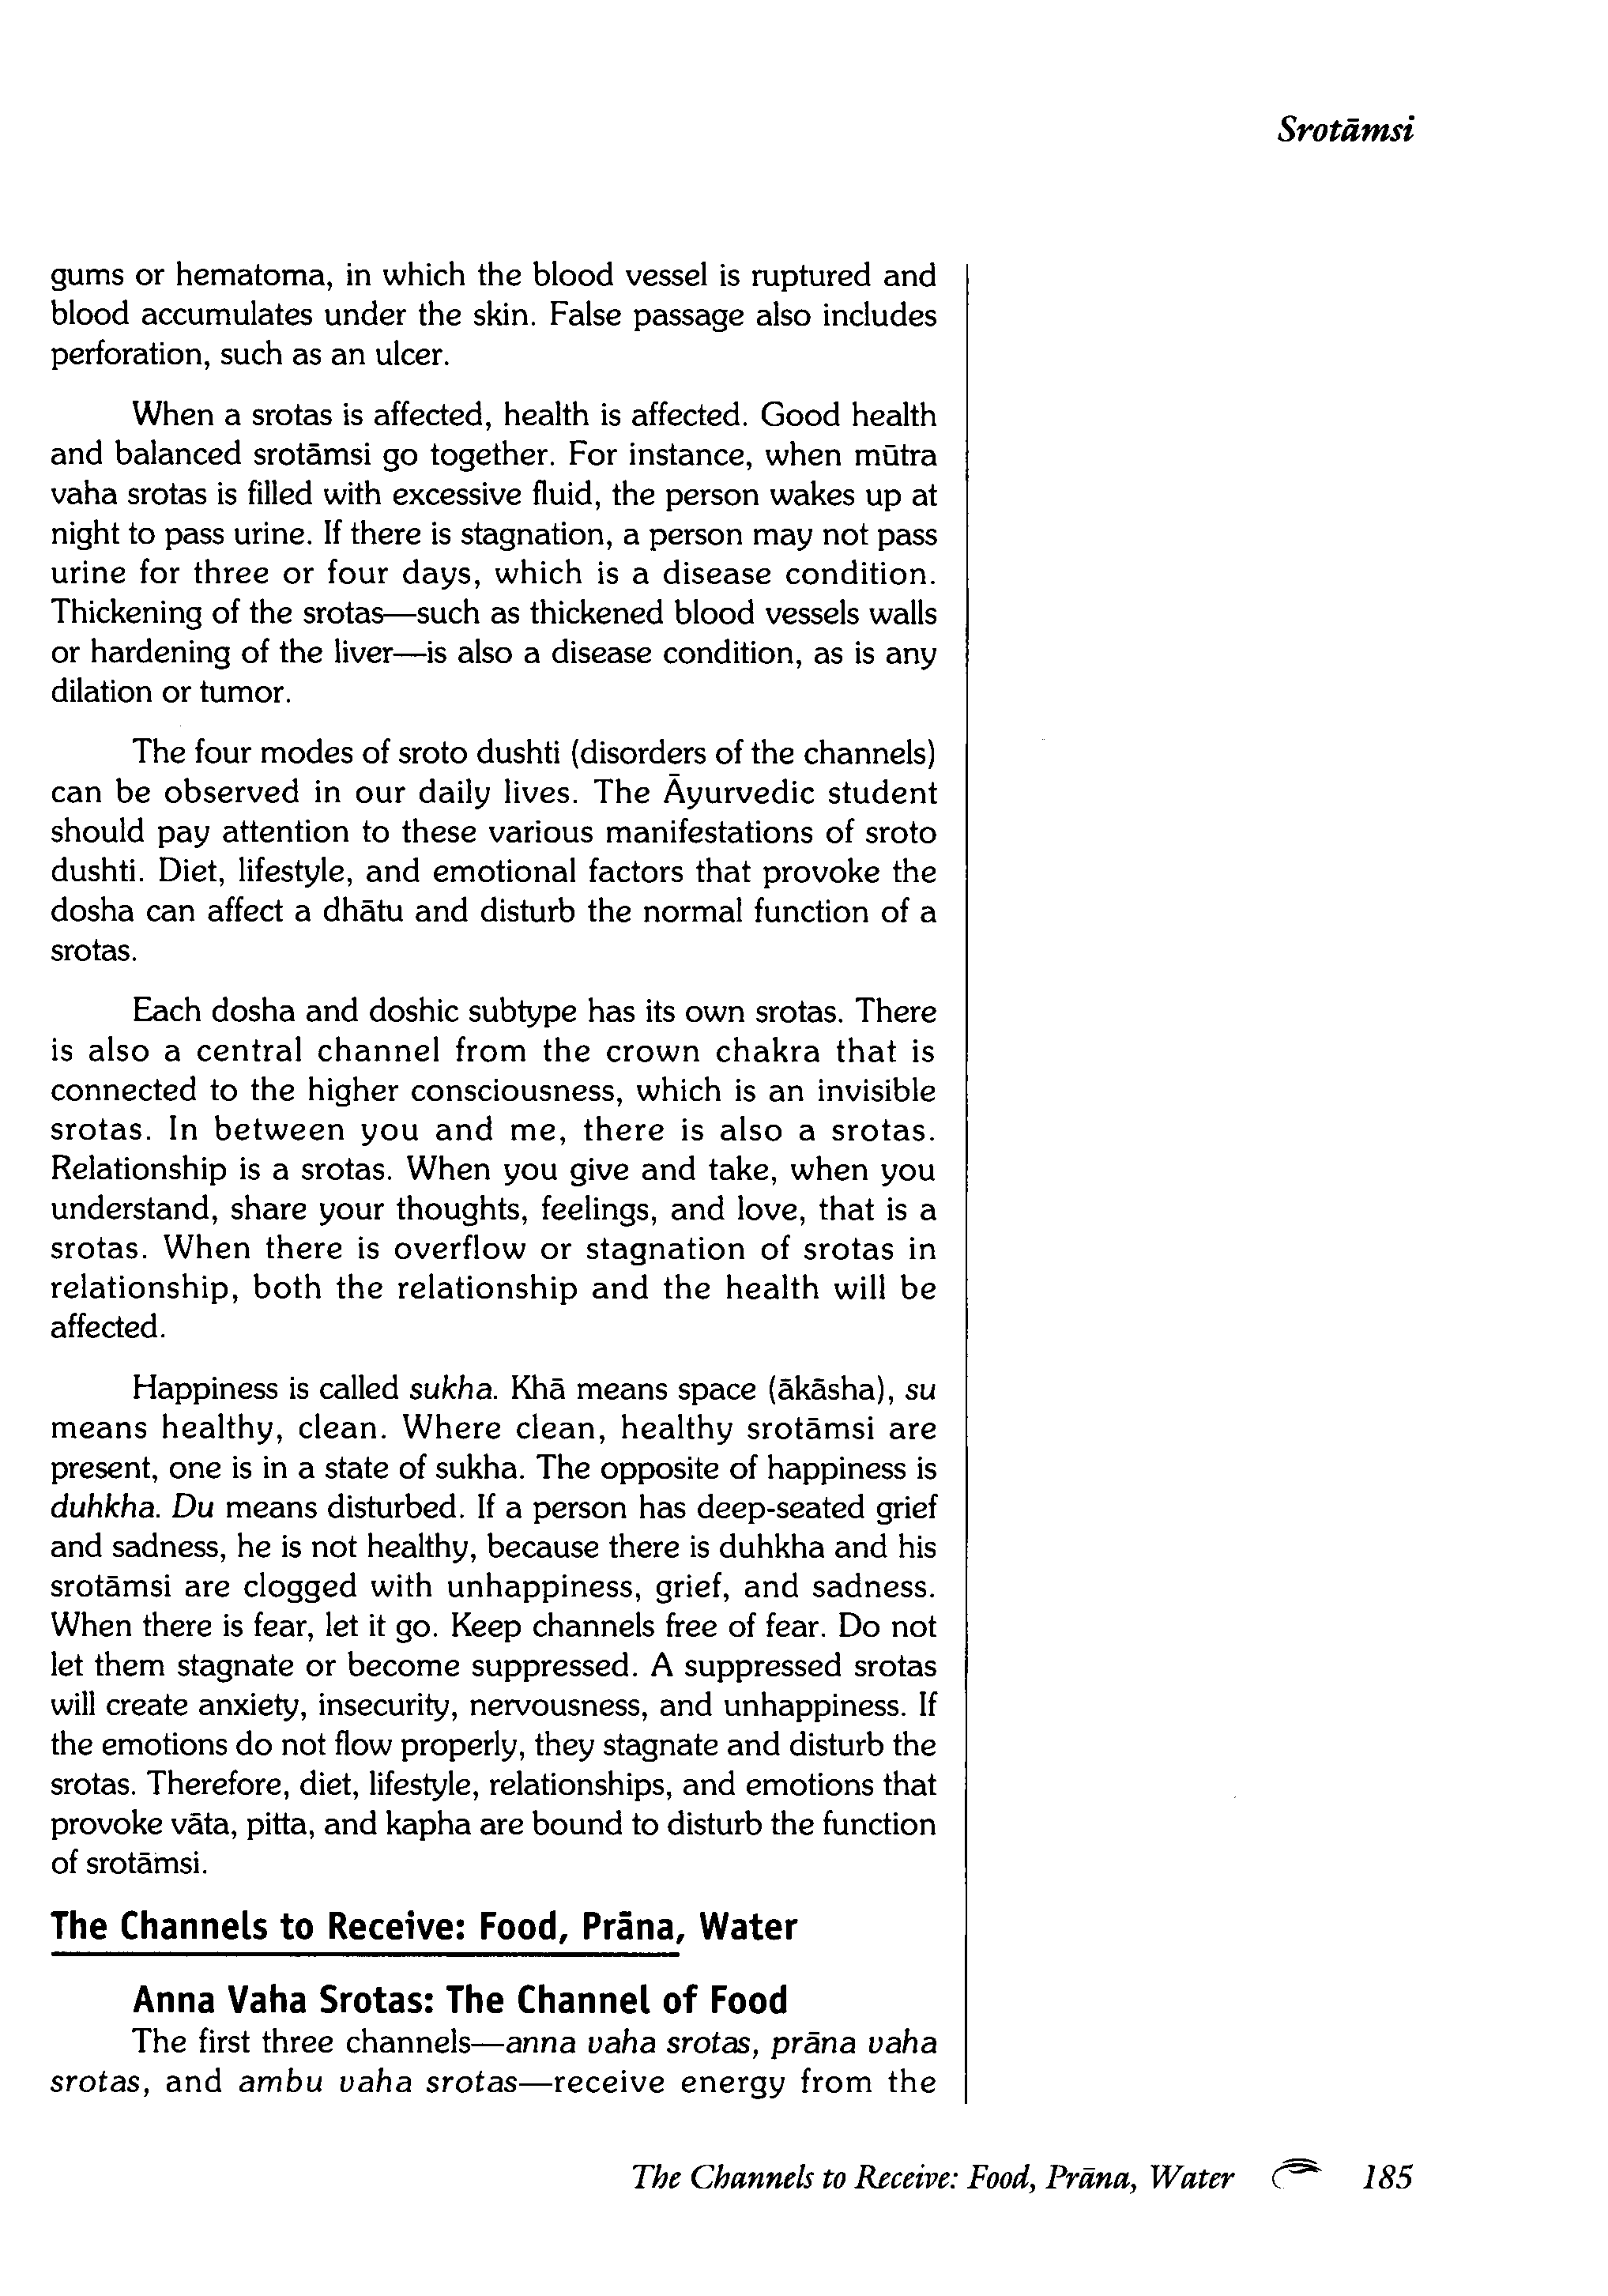 Srotāmsi
gums or hematoma, in which the blood vessel is ruptured and
blood accumulates under the skin. False passage also includes
perforation, such as an ulcer.
When a srotas is affected, health is affected. Good health
and balanced srotāmsi go together. For instance, when mūtra
vaha srotas is filled with excessive fluid, the person wakes up at
night to pass urine. If there is stagnation, a person may not pass
urine for three or four days, which is a disease condition.
Thickening of the srotas—such as thickened blood vessels walls
or hardening of the liver—is also a disease condition, as is any
dilation or tumor.
The four modes of sroto dushti (disorders of the channels)
can be observed in our daily lives. The Āyurvedic student
should pay attention to these various manifestations of sroto
dushti. Diet, lifestyle, and emotional factors that provoke the
dosha can affect a dhātu and disturb the normal function of a
srotas.
Each dosha and doshic subtype has its own srotas. There
is also a central channel from the crown chakra that is
connected to the higher consciousness, which is an invisible
srotas. In between you and me, there is also a srotas.
Relationship is a srotas. When you give and take, when you
understand, share your thoughts, feelings, and love, that is a
srotas. When there is overflow or stagnation of srotas in
relationship, both the relationship and the health will be
affected.
Happiness is called sukha. Khā means space (ākāsha), su
means healthy, clean. Where clean, healthy srotāmsi are
present, one is in a state of sukha. The opposite of happiness is
duhkha. Du means disturbed. If a person has deep-seated grief
and sadness, he is not healthy, because there is duhkha and his
srotāmsi are clogged with unhappiness, grief, and sadness.
When there is fear, let it go. Keep channels free of fear. Do not
let them stagnate or become suppressed. A suppressed srotas
will create anxiety, insecurity, nervousness, and unhappiness. If
the emotions do not flow properly, they stagnate and disturb the
srotas. Therefore, diet, lifestyle, relationships, and emotions that
provoke vāta, pitta, and kapha are bound to disturb the function
of srotāmsi.
The Channels to Receive: Food, Prāna, Water
Anna Vaha Srotas: The Channel of Food
The first three channels—anna vaha srotas, prāna vaha
srotas, and ambu vaha srotas—receive energy from the
The Channels to Receive: Food, Prāna, Water 185